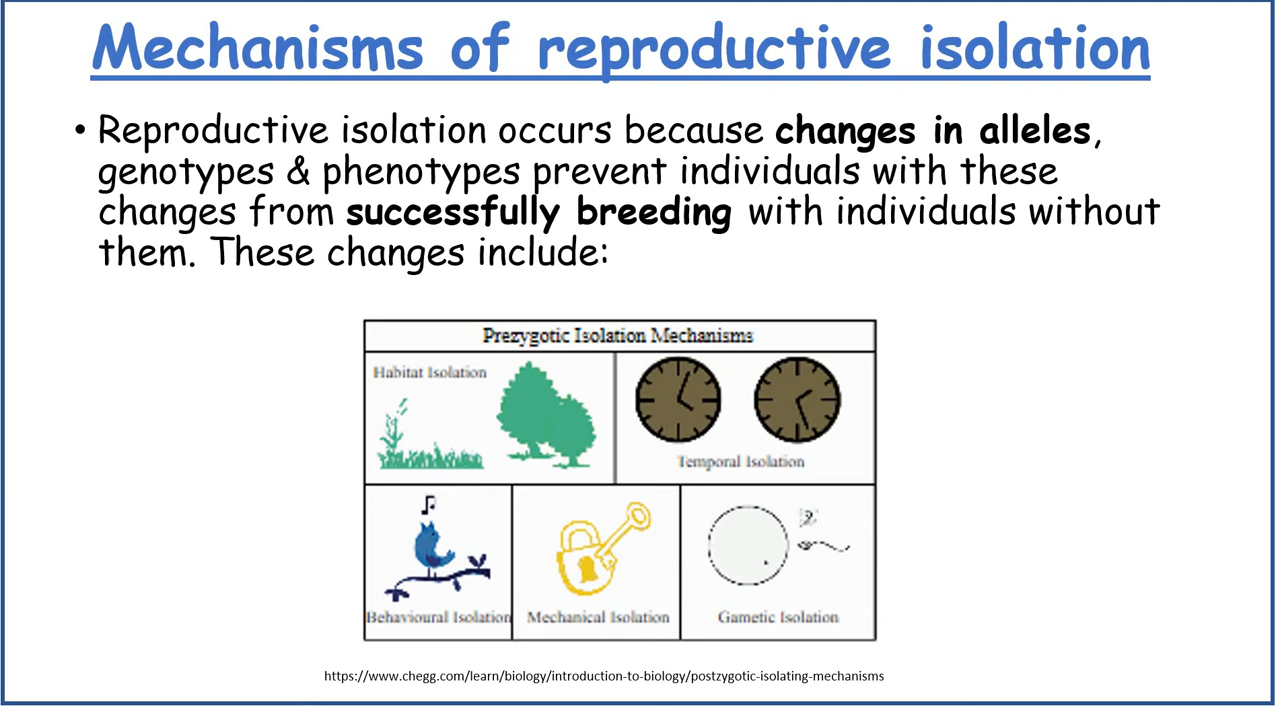 Mechanisms of reproductive isolation
• Reproductive isolation occurs because changes in alleles,
genotypes & phenotypes prevent individuals with these
changes from successfully breeding with individuals without
them. These changes include:
Prezygotic Isolation Mechanisms
Habitat Isolation
Temporal Isolation
Behavioural Isolation
Mechanical Isolation
Gametic Isolation
https://www.chegg.com/learn/biology/introduction-to-biology/postzygotic-isolating-mechanisms